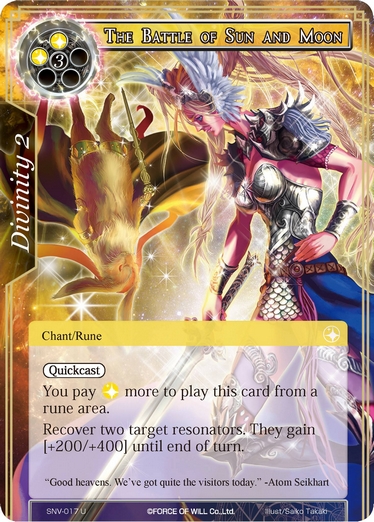 The Battle of Sun and Moon
3
Divinity 2
Chant/Rune
Quickcast
You pay more to play this card from a
rune area.
Recover two target resonators. They gain
[+200/+400] until end of turn.
“Good heavens. We’ve got quite the visitors today.” -Atom Seikhart
SNV-017 U
©FORCE OF WILL Co.,Ltd.
Illust/Saiko Takaki